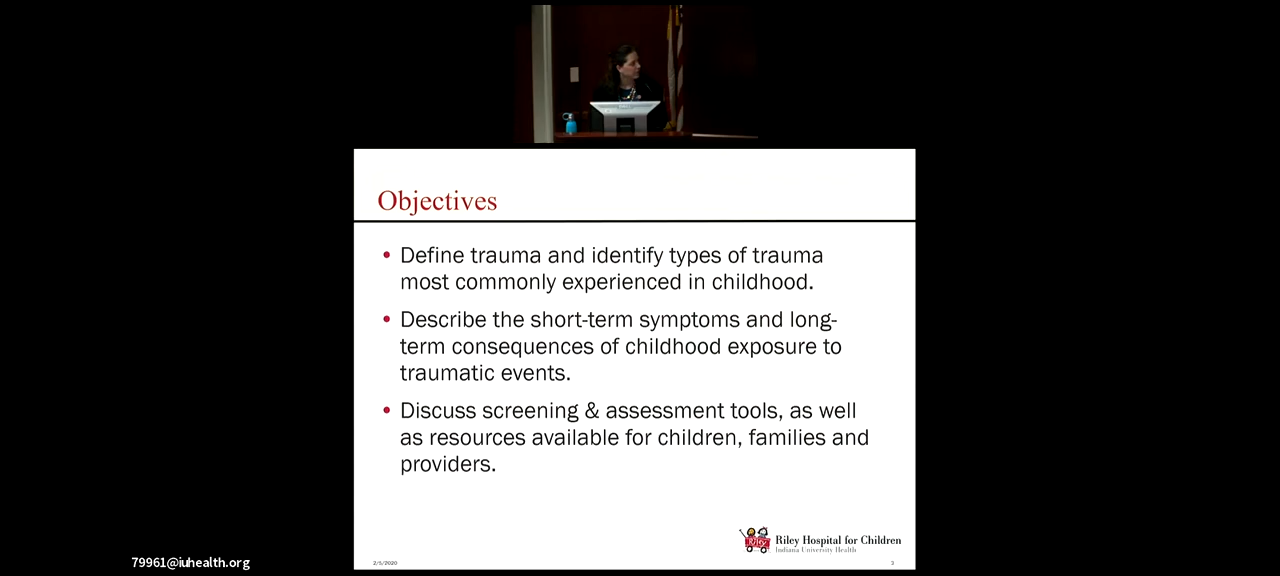 Objectives
• Define trauma and identify types of trauma
most commonly experienced in childhood.
• Describe the short-term symptoms and long-
term consequences of childhood exposure to
traumatic events.
• Discuss screening & assessment tools, as well
as resources available for children, families and
providers.
Riley Hospital for Children
Indiana University Health
2/5/2020
3
79961@iuhealth.org